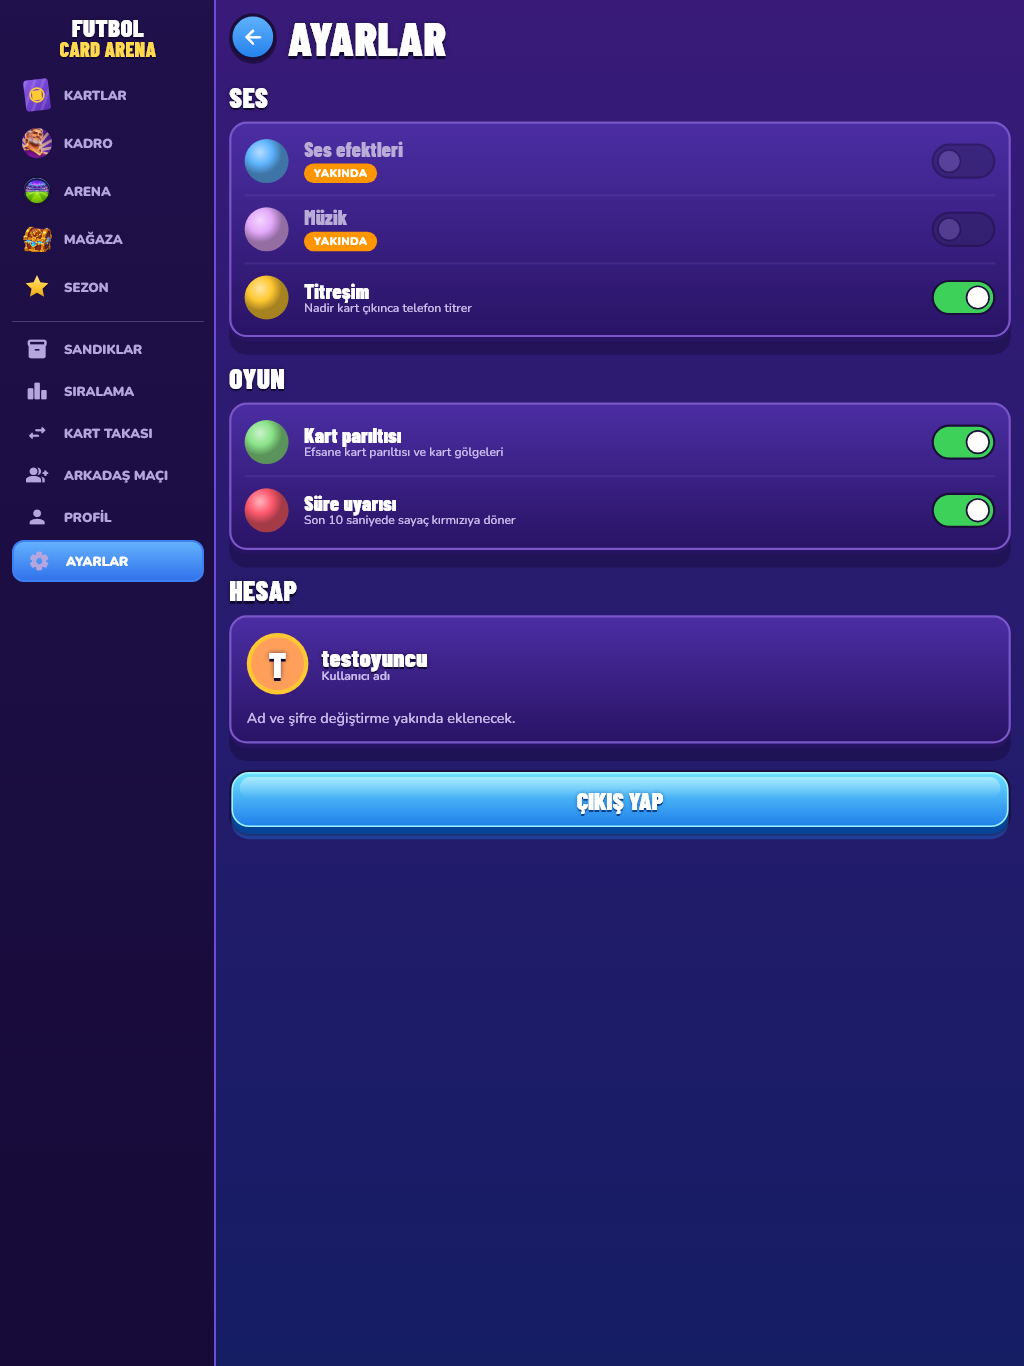 FUTBOL
CARD ARENA
KARTLAR
KADRO
ARENA
MAĞAZA
SEZON
SANDIKLAR
SIRALAMA
KART TAKASI
ARKADAŞ MAÇI
PROFİL
AYARLAR
AYARLAR
SES
Ses efektleri
YAKINDA
Müzik
YAKINDA
Titreşim
Nadir kart çıkınca telefon titrer
OYUN
Kart parıltısı
Efsane kart parıltısı ve kart gölgeleri
Süre uyarısı
Son 10 saniyede sayaç kırmızıya döner
HESAP
T
testoyuncu
Kullanıcı adı
Ad ve şifre değiştirme yakında eklenecek.
ÇIKIŞ YAP